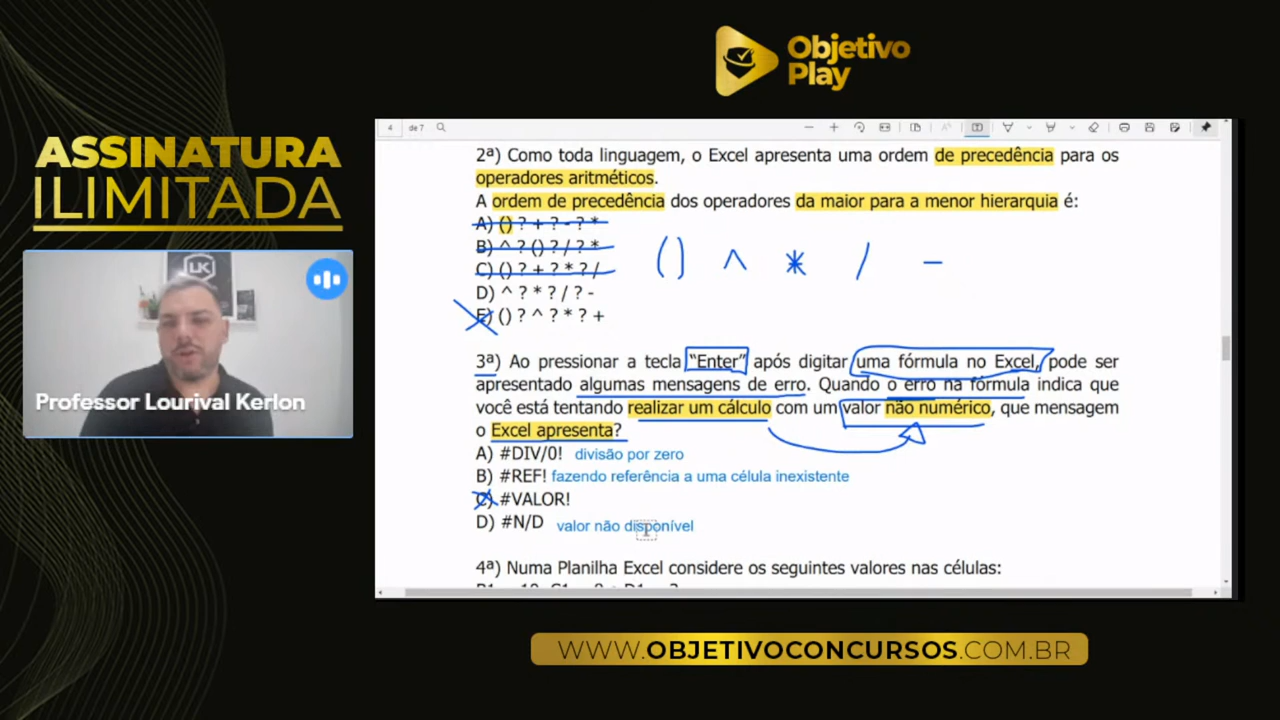 Objetivo
Play
ASSINATURA
ILIMITADA
LK
Professor Lourival Kerlon
4 de 7
2ª) Como toda linguagem, o Excel apresenta uma ordem de precedência para os
operadores aritméticos.
A ordem de precedência dos operadores da maior para a menor hierarquia é:
A) () ? + ? - ? *
B) ^ ? () ? / ? *
C) () ? + ? * ? /
D) ^ ? * ? / ? -
E) () ? ^ ? * ? +
() ^ * / -
3ª) Ao pressionar a tecla “Enter” após digitar uma fórmula no Excel, pode ser
apresentado algumas mensagens de erro. Quando o erro na fórmula indica que
você está tentando realizar um cálculo com um valor não numérico, que mensagem
o Excel apresenta?
A) #DIV/0! divisão por zero
B) #REF! fazendo referência a uma célula inexistente
C) #VALOR!
D) #N/D valor não disponível
4ª) Numa Planilha Excel considere os seguintes valores nas células:
WWW.OBJETIVOCONCURSOS.COM.BR